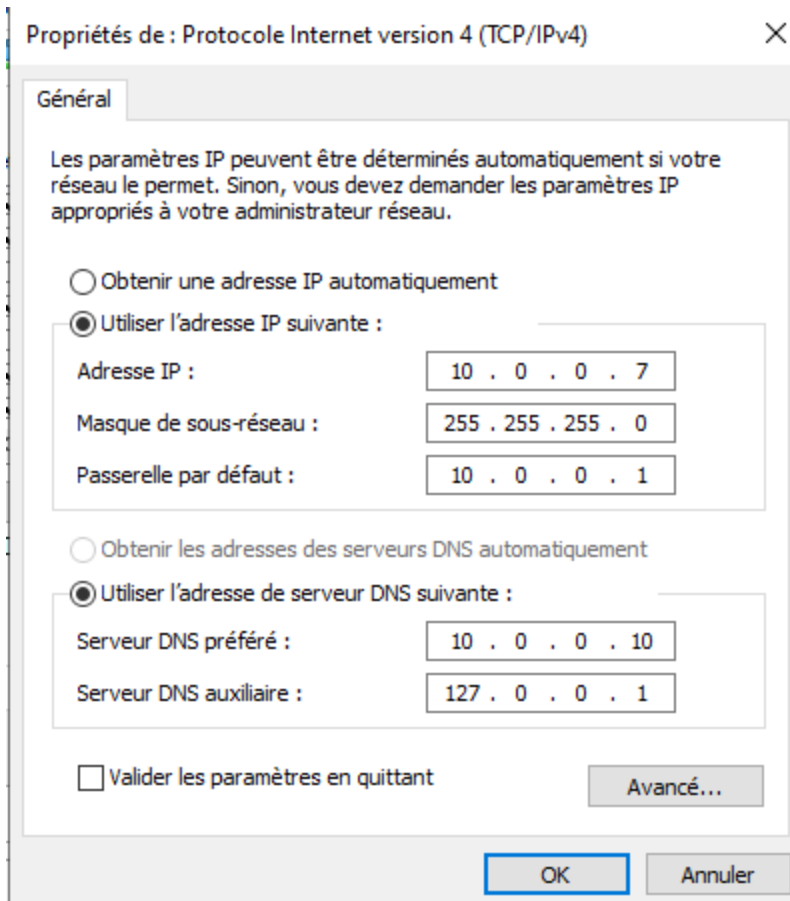 Propriétés de : Protocole Internet version 4 (TCP/IPv4)
Général
Les paramètres IP peuvent être déterminés automatiquement si votre
réseau le permet. Sinon, vous devez demander les paramètres IP
appropriés à votre administrateur réseau.
Obtenir une adresse IP automatiquement
Utiliser l'adresse IP suivante :
Adresse IP : 10 . 0 . 0 . 7
Masque de sous-réseau : 255 . 255 . 255 . 0
Passerelle par défaut : 10 . 0 . 0 . 1
Obtenir les adresses des serveurs DNS automatiquement
Utiliser l'adresse de serveur DNS suivante :
Serveur DNS préféré : 10 . 0 . 0 . 10
Serveur DNS auxiliaire : 127 . 0 . 0 . 1
Valider les paramètres en quittant
Avancé...
OK Annuler